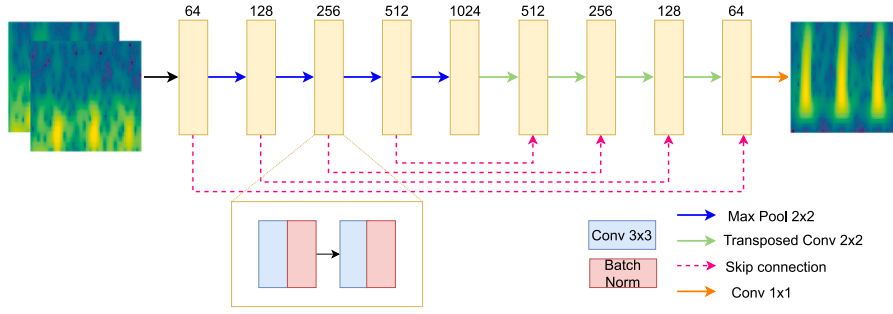 64 128 256 512 1024 512 256 128 64
Conv 3x3
Batch
Norm
Max Pool 2x2
Transposed Conv 2x2
Skip connection
Conv 1x1